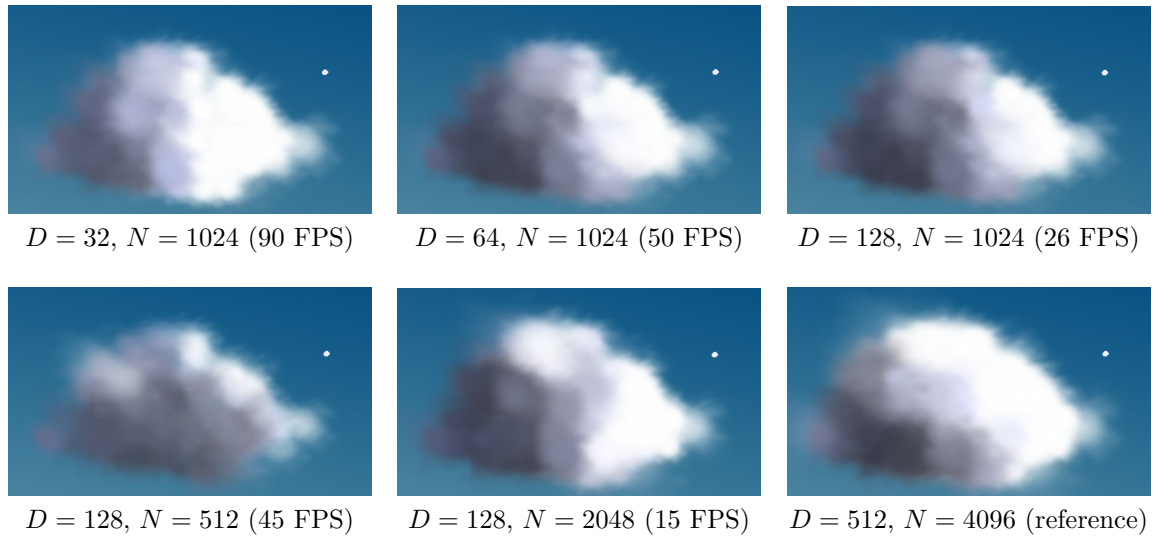 D = 32, N = 1024 (90 FPS)
D = 64, N = 1024 (50 FPS)
D = 128, N = 1024 (26 FPS)
D = 128, N = 512 (45 FPS)
D = 128, N = 2048 (15 FPS)
D = 512, N = 4096 (reference)